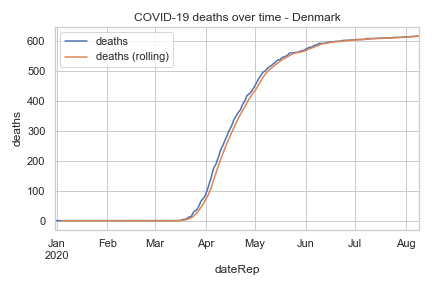 COVID-19 deaths over time - Denmark
deaths
deaths (rolling)
deaths
600
500
400
300
200
100
0
Jan Feb Mar Apr May Jun Jul Aug
2020
dateRep